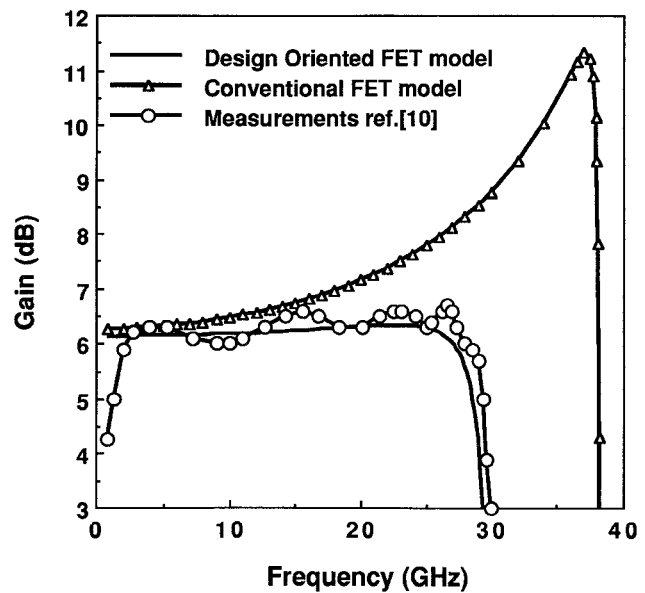 12
11
10
9
8
7
6
5
4
3
Gain (dB)
Design Oriented FET model
Conventional FET model
Measurements ref.[10]
0 10 20 30 40
Frequency (GHz)